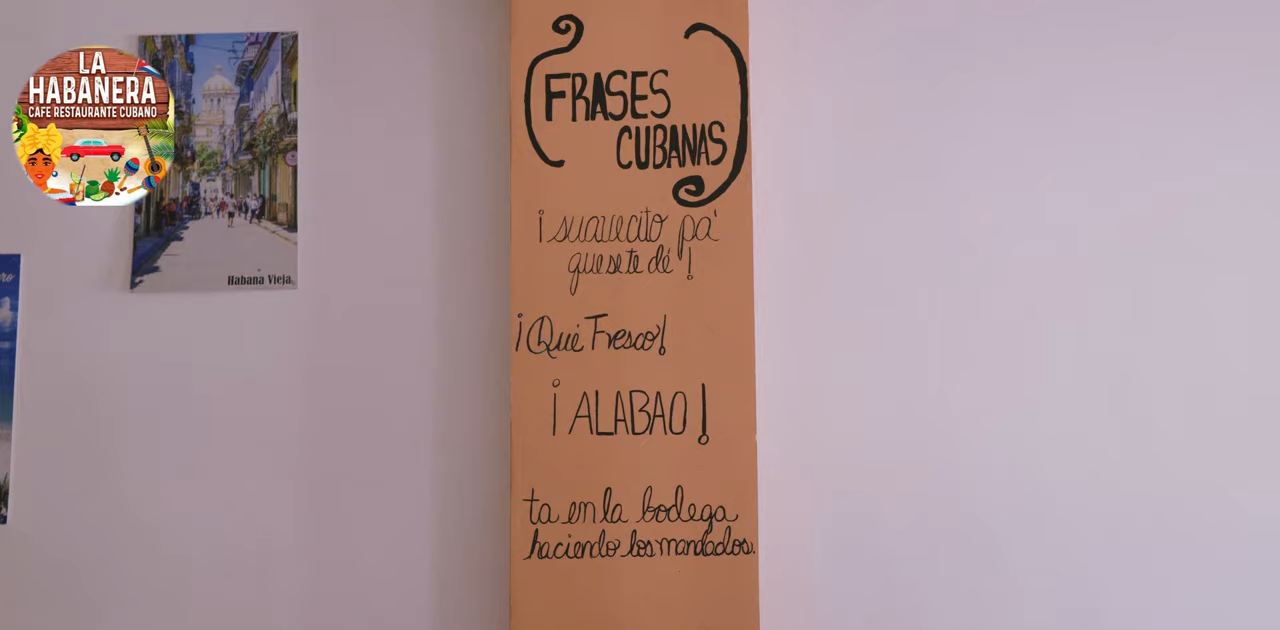 LA
HABANERA
CAFE RESTAURANTE CUBANO
Habana Vieja
FRASES
CUBANAS
¡suavecito pa'
que se te dé!
¡Qué Fresco!
¡ALABAO!
ta en la bodega
haciendo los mandados.